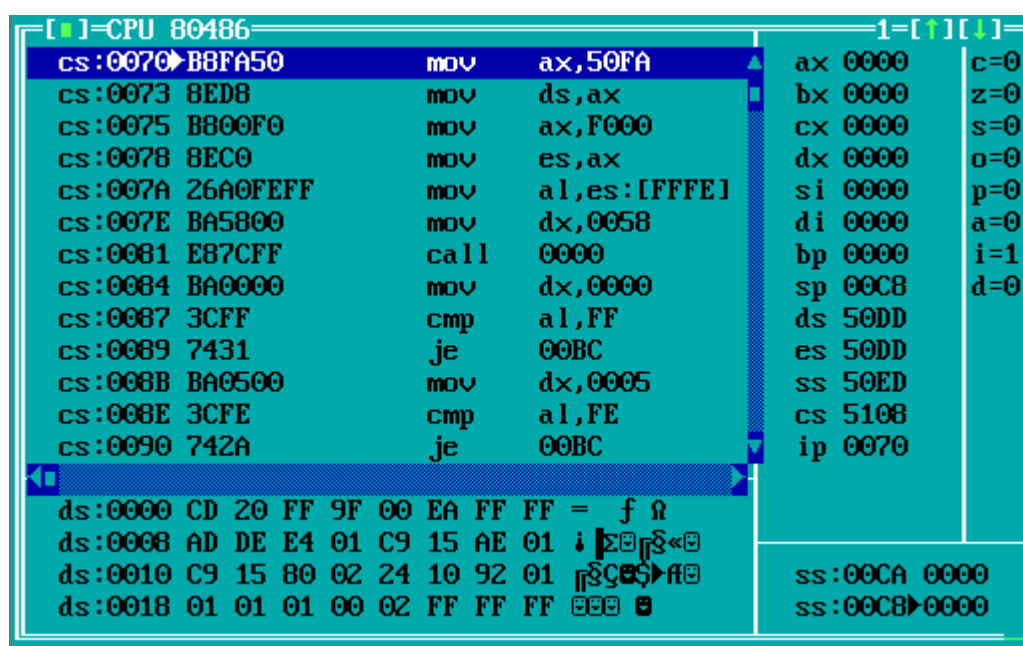 [■]=CPU 80486 1=[↑][↓]=
cs:0070►B8FA50 mov ax,50FA ▲ ax 0000 c=0
cs:0073 8ED8 mov ds,ax bx 0000 z=0
cs:0075 B800F0 mov ax,F000 cx 0000 s=0
cs:0078 8EC0 mov es,ax dx 0000 o=0
cs:007A 26A0FEFF mov al,es:[FFFE] si 0000 p=0
cs:007E BA5800 mov dx,0058 di 0000 a=0
cs:0081 E87CFF call 0000 bp 0000 i=1
cs:0084 BA0000 mov dx,0000 sp 00C8 d=0
cs:0087 3CFF cmp al,FF ds 50DD
cs:0089 7431 je 00BC es 50DD
cs:008B BA0500 mov dx,0005 ss 50ED
cs:008E 3CFE cmp al,FE cs 5108
cs:0090 742A je 00BC ▼ ip 0070
ds:0000 CD 20 FF 9F 00 EA FF FF = ƒ Ω
ds:0008 AD DE E4 01 C9 15 AE 01 ¡▐Σ☺╔§«☺
ds:0010 C9 15 80 02 24 10 92 01 ╔§Ç☻$►Æ☺ ss:00CA 0000
ds:0018 01 01 01 00 02 FF FF FF ☺☺☺ ☻ ss:00C8►0000